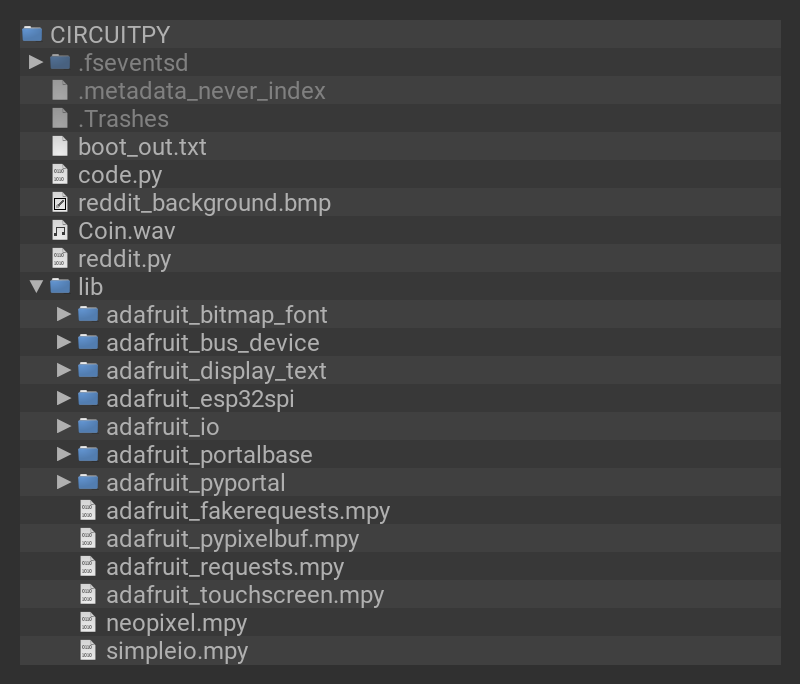 CIRCUITPY
.fseventsd
.metadata_never_index
.Trashes
boot_out.txt
code.py
reddit_background.bmp
Coin.wav
reddit.py
lib
adafruit_bitmap_font
adafruit_bus_device
adafruit_display_text
adafruit_esp32spi
adafruit_io
adafruit_portalbase
adafruit_pyportal
adafruit_fakerequests.mpy
adafruit_pypixelbuf.mpy
adafruit_requests.mpy
adafruit_touchscreen.mpy
neopixel.mpy
simpleio.mpy